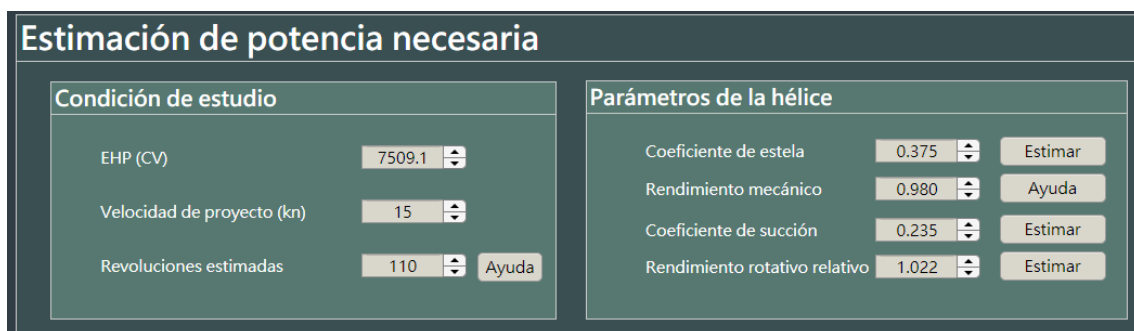 Estimación de potencia necesaria
Condición de estudio
EHP (CV) 7509.1
Velocidad de proyecto (kn) 15
Revoluciones estimadas 110 Ayuda
Parámetros de la hélice
Coeficiente de estela 0.375 Estimar
Rendimiento mecánico 0.980 Ayuda
Coeficiente de succión 0.235 Estimar
Rendimiento rotativo relativo 1.022 Estimar